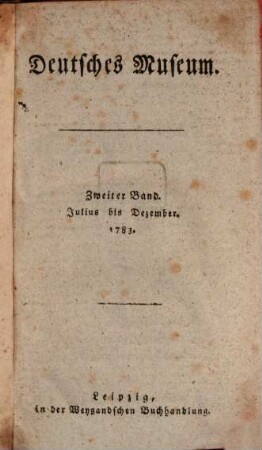 Deutsches Museum.
Zweiter Band.
Julius bis Dezember.
1783.
Leipzig,
in der Weygandschen Buchhandlung.